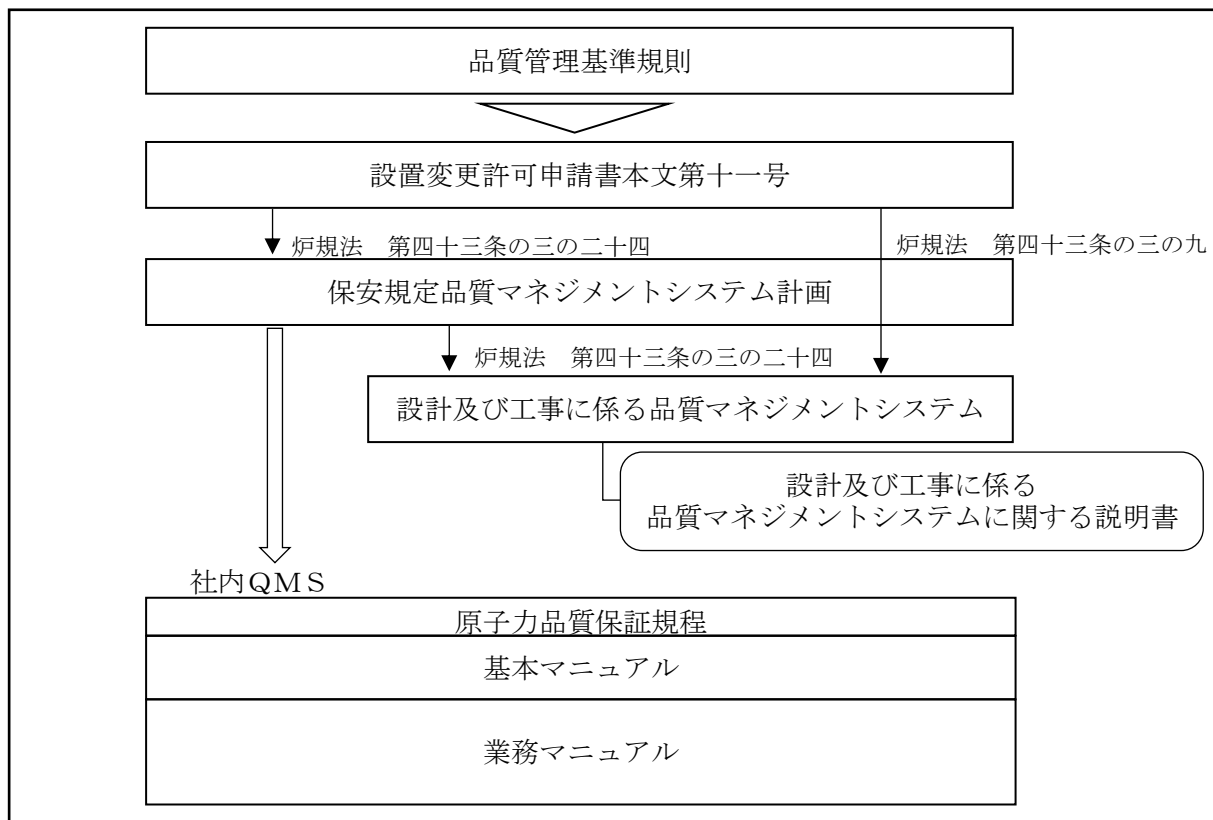 品質管理基準規則
設置変更許可申請書本文第十一号
炉規法　第四十三条の三の二十四
炉規法　第四十三条の三の九
保安規定品質マネジメントシステム計画
炉規法　第四十三条の三の二十四
設計及び工事に係る品質マネジメントシステム
設計及び工事に係る
品質マネジメントシステムに関する説明書
社内ＱＭＳ
原子力品質保証規程
基本マニュアル
業務マニュアル